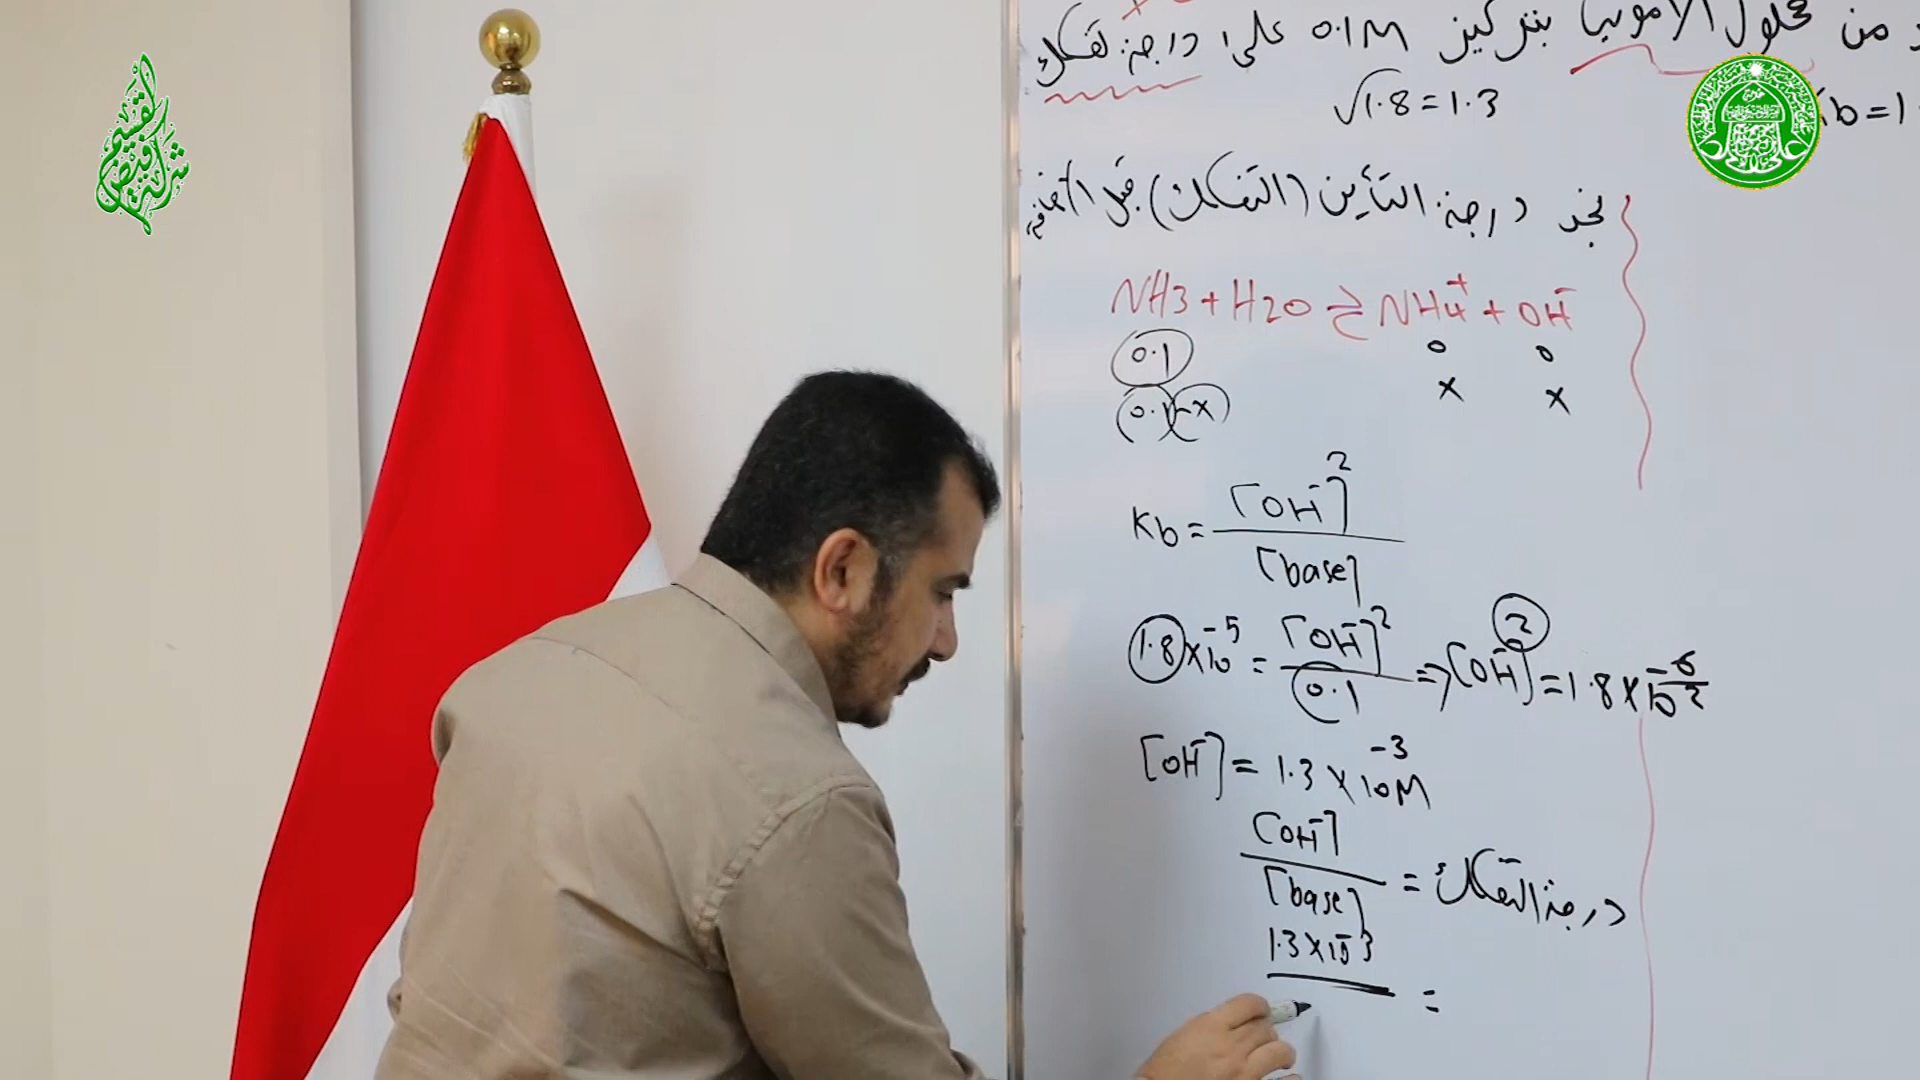 من محلول الامونيا بتركيز 0.1M على درجة تفكك
√1.8 = 1.3
نجد درجة التأين (التفكك) قبل الاضافة
NH3 + H2O ⇌ NH4⁺ + OH⁻
0.1 0 0
0.1-x x x
Kb = [OH⁻]² / [base]
1.8×10⁻⁵ = [OH⁻]² / 0.1 ⇒ [OH⁻]² = 1.8×10⁻⁶
[OH⁻] = 1.3×10⁻³ M
درجة التفكك = [OH⁻] / [base]
= 1.3×10⁻³
شركة فيض القسيم